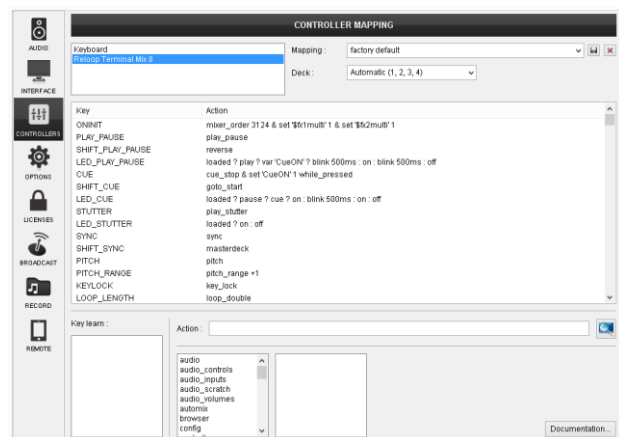 CONTROLLER MAPPING
AUDIO
INTERFACE
CONTROLLERS
OPTIONS
LICENSES
BROADCAST
RECORD
REMOTE
Keyboard
Reloop Terminal Mix 8
Mapping : factory default
Deck : Automatic (1, 2, 3, 4)
Key Action
ONINIT mixer_order 3124 & set '$fx1multi' 1 & set '$fx2multi' 1
PLAY_PAUSE play_pause
SHIFT_PLAY_PAUSE reverse
LED_PLAY_PAUSE loaded ? play ? var 'CueON' ? blink 500ms : on : blink 500ms : off
CUE cue_stop & set 'CueON' 1 while_pressed
SHIFT_CUE goto_start
LED_CUE loaded ? pause ? cue ? on : blink 500ms : on : off
STUTTER play_stutter
LED_STUTTER loaded ? on : off
SYNC sync
SHIFT_SYNC masterdeck
PITCH pitch
PITCH_RANGE pitch_range +1
KEYLOCK key_lock
LOOP_LENGTH loop_double
Key learn :
Action :
audio
audio_controls
audio_inputs
audio_scratch
audio_volumes
automix
browser
config
Documentation...